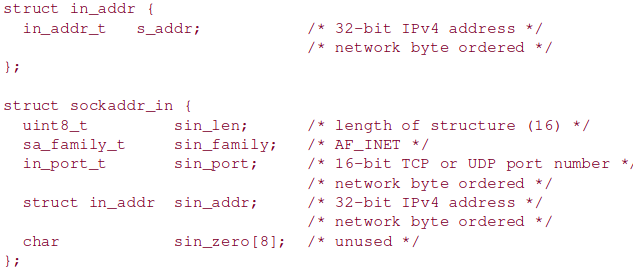 struct in_addr {
  in_addr_t   s_addr;           /* 32-bit IPv4 address */
                                /* network byte ordered */
};

struct sockaddr_in {
  uint8_t         sin_len;      /* length of structure (16) */
  sa_family_t     sin_family;   /* AF_INET */
  in_port_t       sin_port;     /* 16-bit TCP or UDP port number */
                                /* network byte ordered */
  struct in_addr  sin_addr;     /* 32-bit IPv4 address */
                                /* network byte ordered */
  char            sin_zero[8];  /* unused */
};